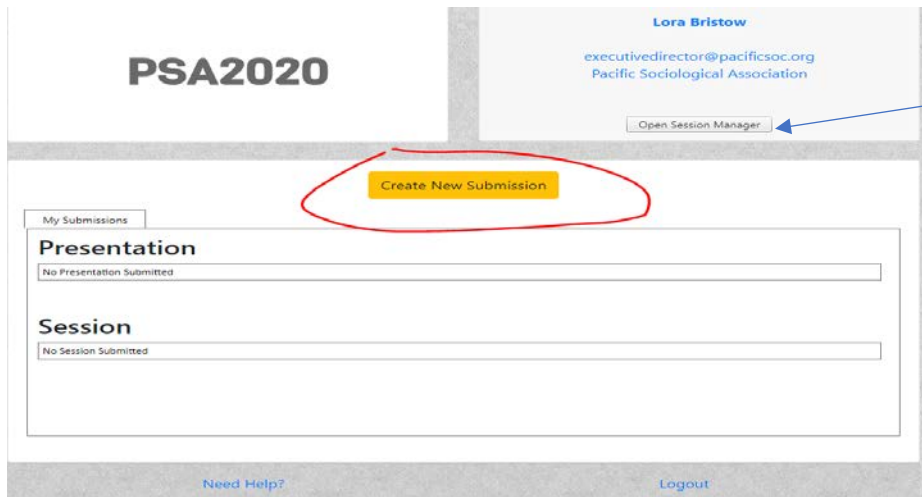 PSA2020
Lora Bristow
executivedirector@pacificsoc.org
Pacific Sociological Association
Open Session Manager
Create New Submission
My Submissions
Presentation
No Presentation Submitted
Session
No Session Submitted
Need Help?
Logout